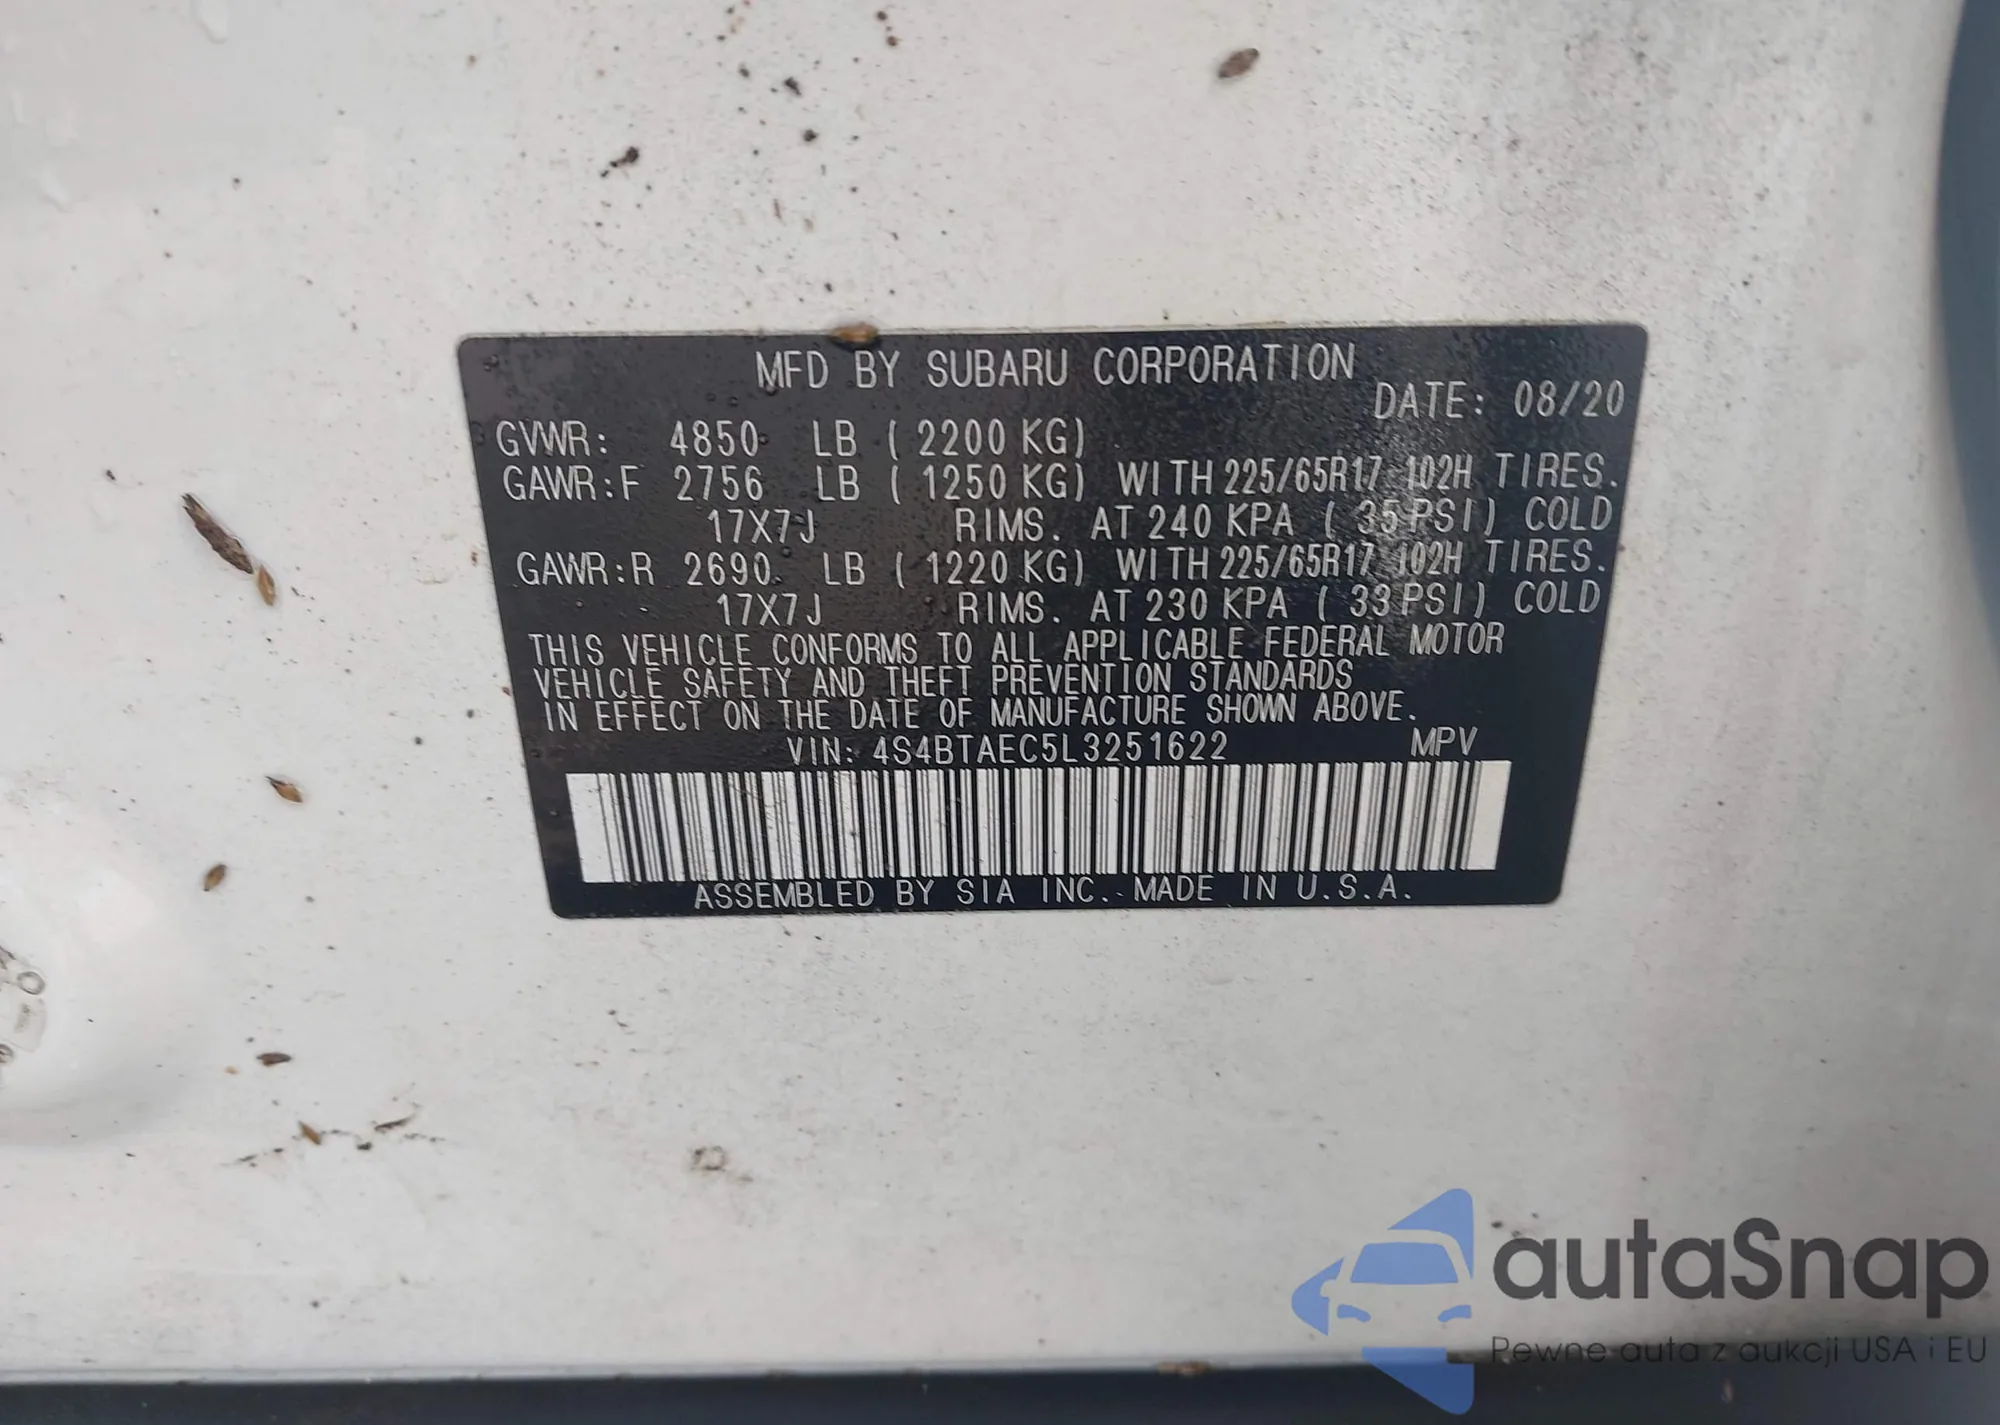 MFD BY SUBARU CORPORATION
DATE: 08/20
GVWR: 4850 LB ( 2200 KG)
GAWR:F 2756 LB ( 1250 KG) WITH 225/65R17 102H TIRES.
17X7J RIMS. AT 240 KPA ( 35 PSI) COLD
GAWR:R 2690 LB ( 1220 KG) WITH 225/65R17 102H TIRES.
17X7J RIMS. AT 230 KPA ( 33 PSI) COLD
THIS VEHICLE CONFORMS TO ALL APPLICABLE FEDERAL MOTOR
VEHICLE SAFETY AND THEFT PREVENTION STANDARDS
IN EFFECT ON THE DATE OF MANUFACTURE SHOWN ABOVE.
VIN: 4S4BTAEC5L3251622 MPV
ASSEMBLED BY SIA INC. MADE IN U.S.A.
autaSnap
Pewne auta z aukcji USA i EU